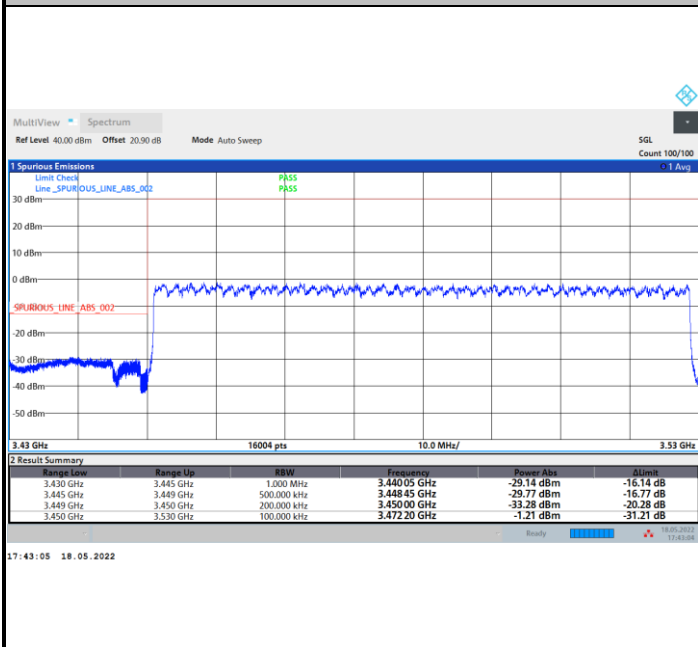 MultiView Spectrum
Ref Level 40.00 dBm Offset 20.90 dB Mode Auto Sweep SGL
Count 100/100
1 Spurious Emissions 1 Avg
Limit Check PASS
Line _SPURIOUS_LINE_ABS_002 PASS
30 dBm
20 dBm
10 dBm
0 dBm
SPURIOUS_LINE_ABS_002
-20 dBm
-30 dBm
-40 dBm
-50 dBm
3.43 GHz 16004 pts 10.0 MHz/ 3.53 GHz
2 Result Summary
Range Low Range Up RBW Frequency Power Abs ΔLimit
3.430 GHz 3.445 GHz 1.000 MHz 3.44005 GHz -29.14 dBm -16.14 dB
3.445 GHz 3.449 GHz 500.000 kHz 3.44845 GHz -29.77 dBm -16.77 dB
3.449 GHz 3.450 GHz 200.000 kHz 3.45000 GHz -33.28 dBm -20.28 dB
3.450 GHz 3.530 GHz 100.000 kHz 3.47220 GHz -1.21 dBm -31.21 dB
Ready 18.05.2022
17:43:04
17:43:05 18.05.2022